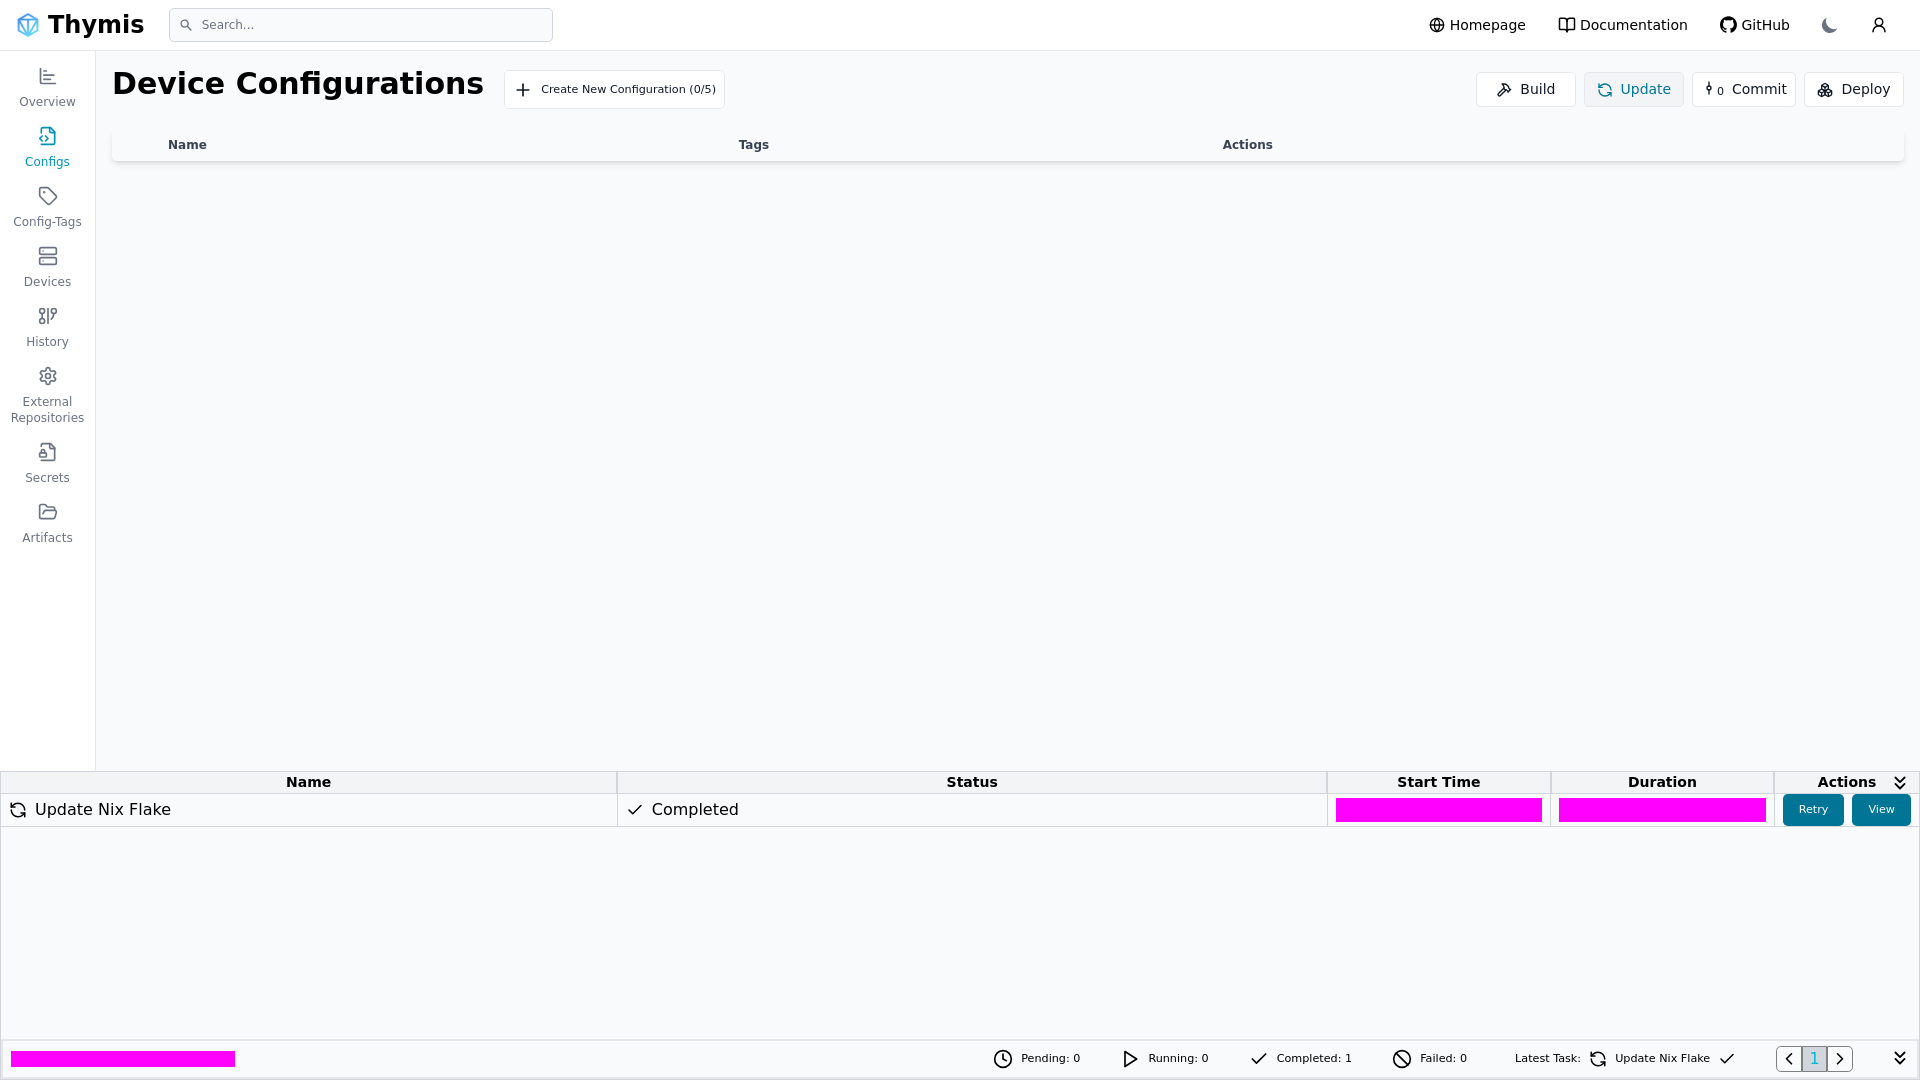 Thymis
Search...
Homepage
Documentation
GitHub
Overview
Configs
Config-Tags
Devices
History
External
Repositories
Secrets
Artifacts
Device Configurations
Create New Configuration (0/5)
Build
Update
0 Commit
Deploy
Name Tags Actions
Name Status Start Time Duration Actions
Update Nix Flake Completed Retry View
Pending: 0 Running: 0 Completed: 1 Failed: 0 Latest Task: Update Nix Flake 1